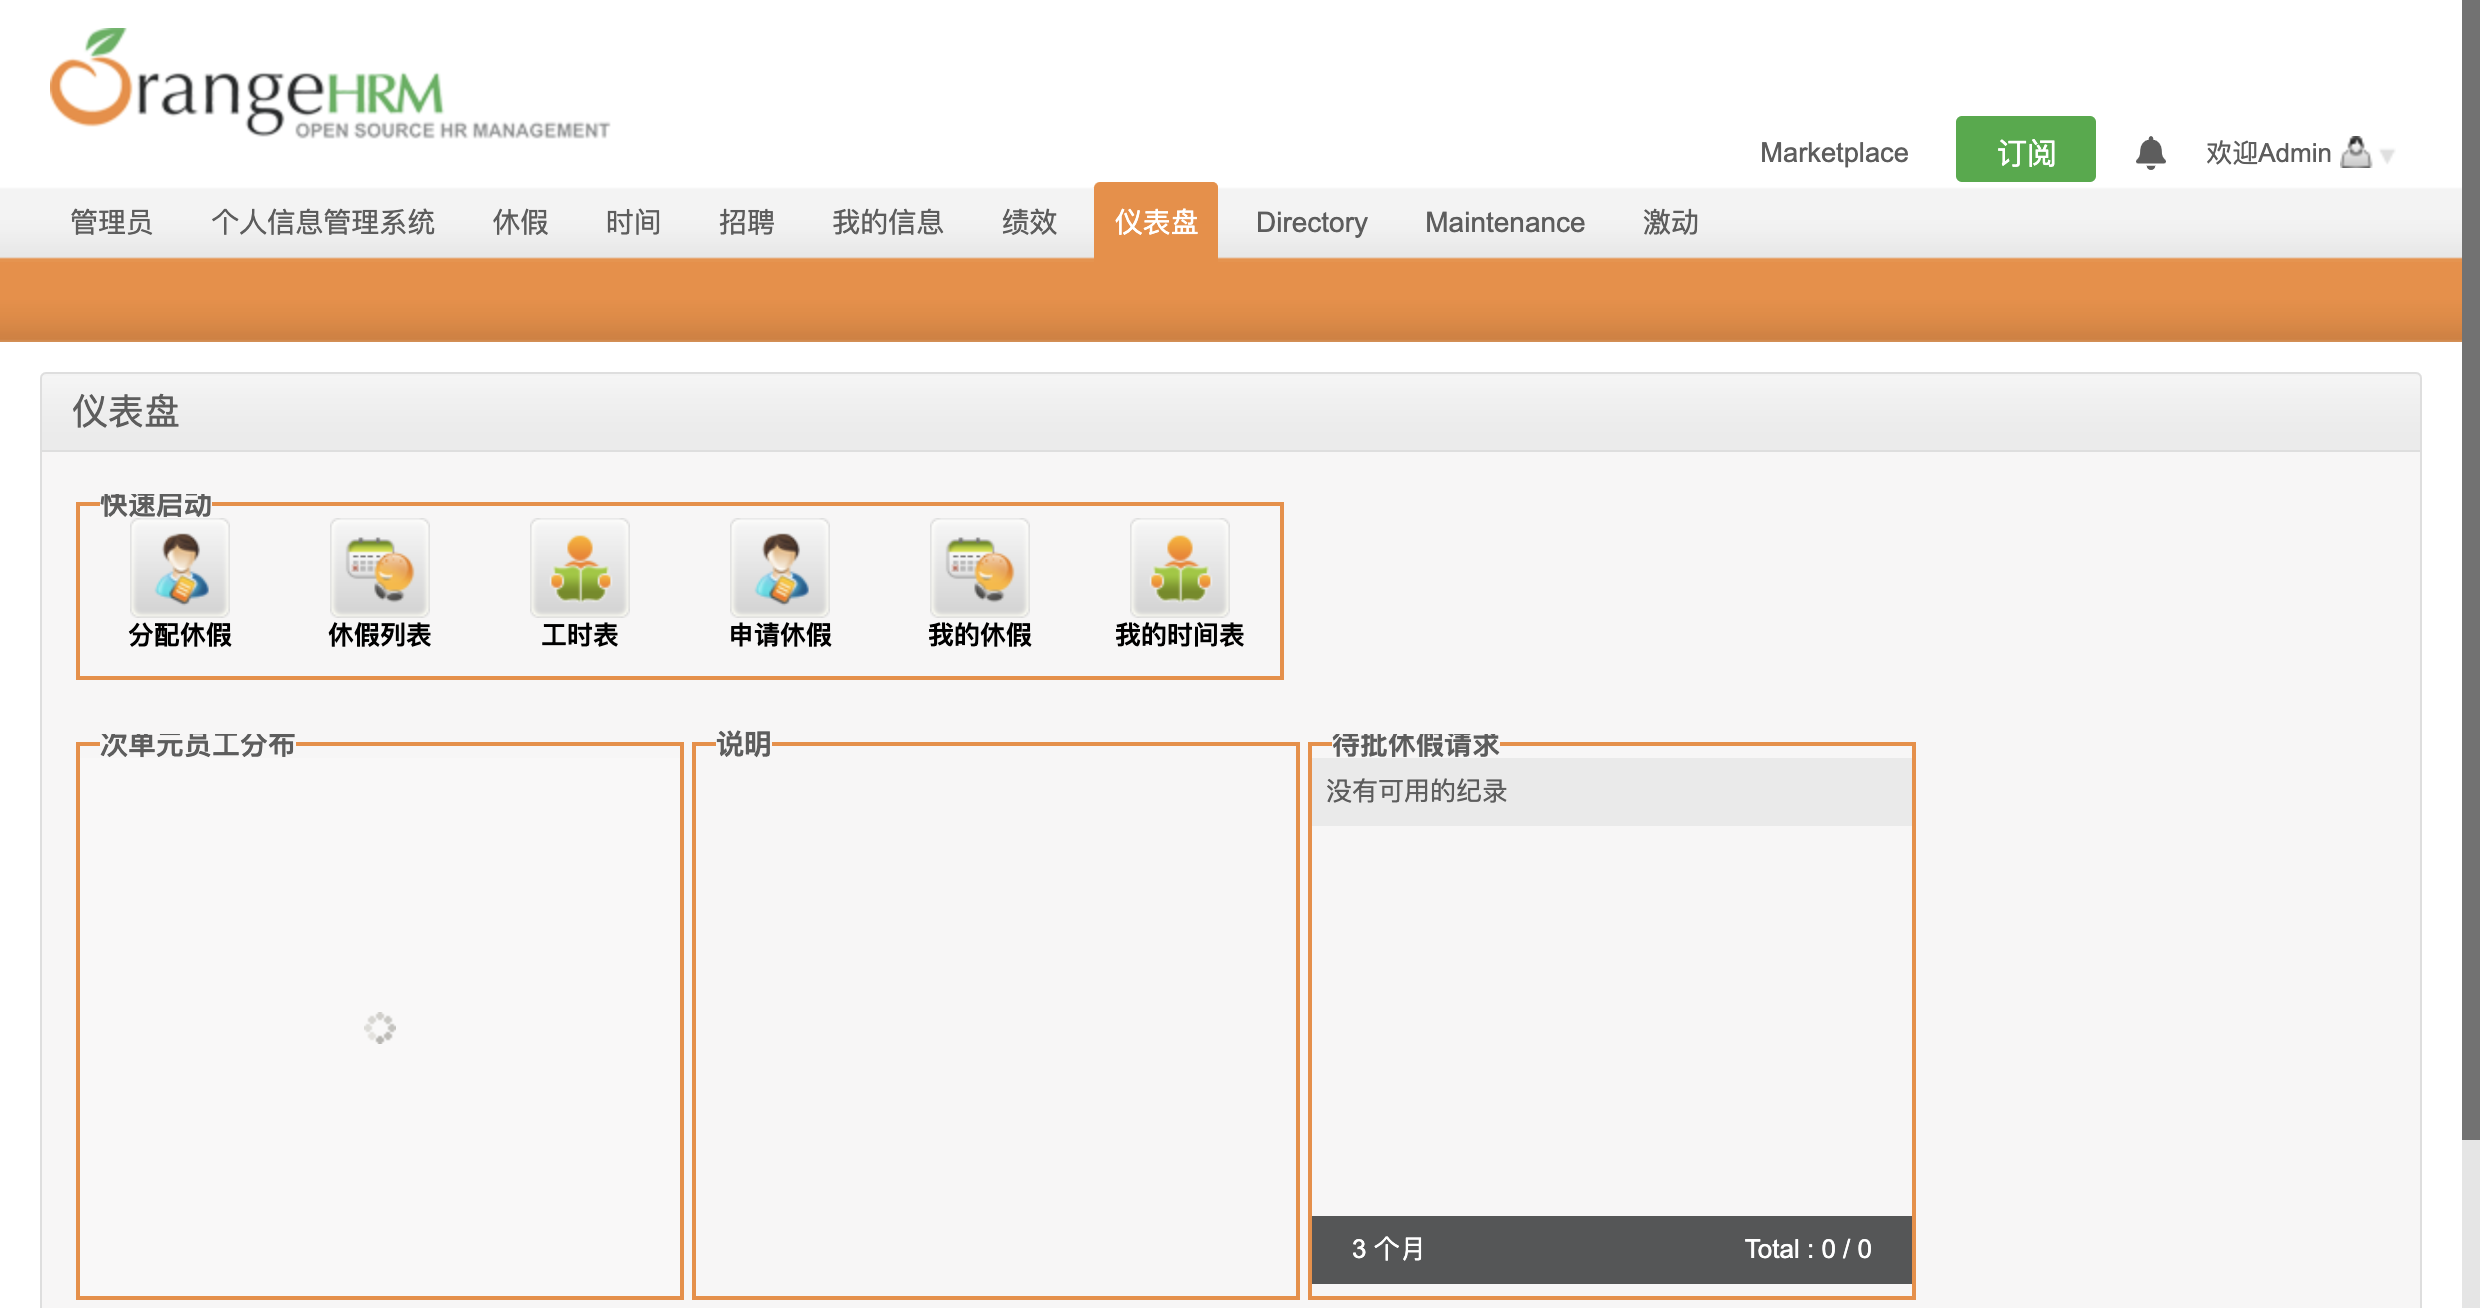 OrangeHRM
OPEN SOURCE HR MANAGEMENT
Marketplace 订阅 欢迎Admin
管理员 个人信息管理系统 休假 时间 招聘 我的信息 绩效 仪表盘 Directory Maintenance 激动
仪表盘
快速启动
分配休假 休假列表 工时表 申请休假 我的休假 我的时间表
次单元员工分布 说明 待批休假请求
没有可用的纪录
3 个月 Total : 0 / 0